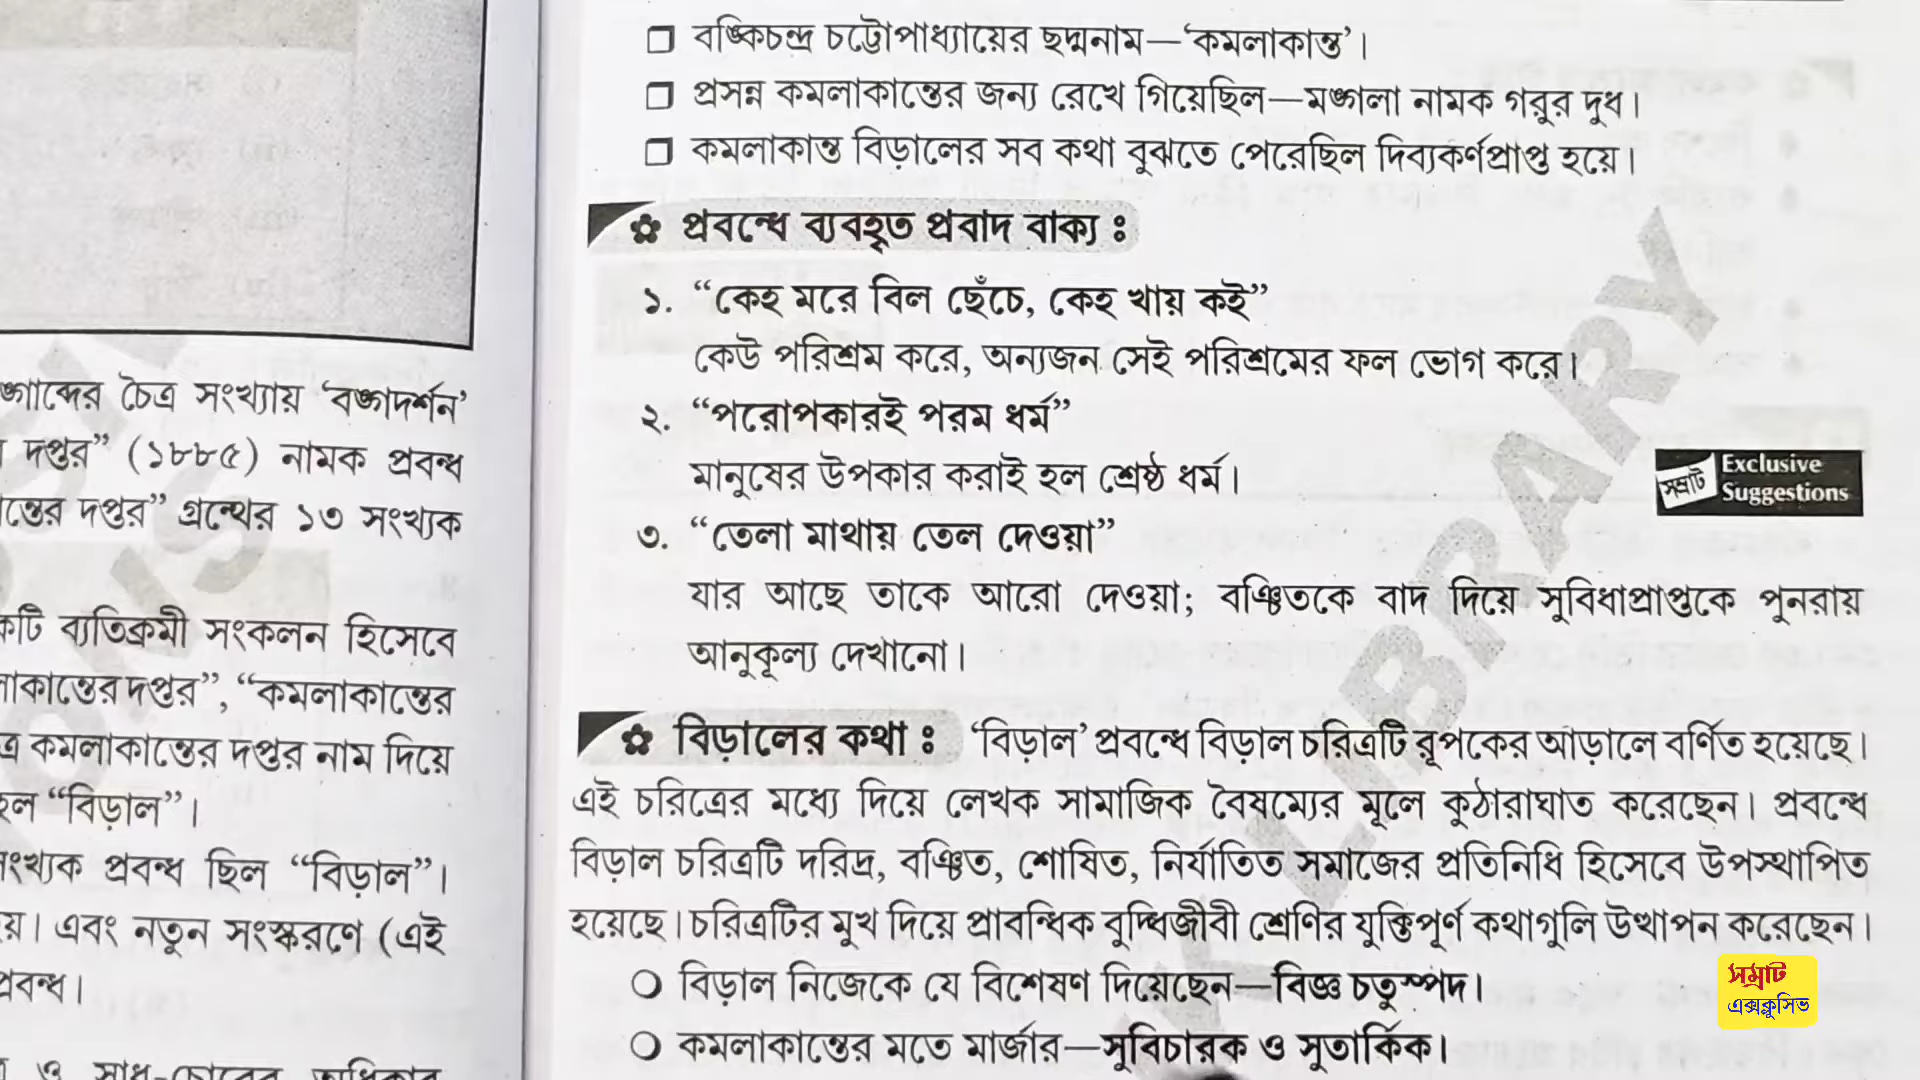 ঙ্গাব্দের চৈত্র সংখ্যায় ‘বঙ্গদর্শন’
দপ্তর” (১৮৮৫) নামক প্রবন্ধ
ন্তের দপ্তর” গ্রন্থের ১৩ সংখ্যক
কটি ব্যতিক্রমী সংকলন হিসেবে
লাকান্তের দপ্তর”, “কমলাকান্তের
ত্র কমলাকান্তের দপ্তর নাম দিয়ে
হল “বিড়াল”।
সংখ্যক প্রবন্ধ ছিল “বিড়াল”।
য়। এবং নতুন সংস্করণে (এই
প্রবন্ধ।
ও সাধু-চোরের অধিকার
❐ বঙ্কিচন্দ্র চট্টোপাধ্যায়ের ছদ্মনাম—‘কমলাকান্ত’।
❐ প্রসন্ন কমলাকান্তের জন্য রেখে গিয়েছিল—মঙ্গলা নামক গরুর দুধ।
❐ কমলাকান্ত বিড়ালের সব কথা বুঝতে পেরেছিল দিব্যকর্ণপ্রাপ্ত হয়ে।
✿ প্রবন্ধে ব্যবহৃত প্রবাদ বাক্য ঃ
১. “কেহ মরে বিল ছেঁচে, কেহ খায় কই”
কেউ পরিশ্রম করে, অন্যজন সেই পরিশ্রমের ফল ভোগ করে।
২. “পরোপকারই পরম ধর্ম”
মানুষের উপকার করাই হল শ্রেষ্ঠ ধর্ম।
৩. “তেলা মাথায় তেল দেওয়া”
যার আছে তাকে আরো দেওয়া; বঞ্চিতকে বাদ দিয়ে সুবিধাপ্রাপ্তকে পুনরায়
আনুকূল্য দেখানো।
✿ বিড়ালের কথা ঃ ‘বিড়াল’ প্রবন্ধে বিড়াল চরিত্রটি রূপকের আড়ালে বর্ণিত হয়েছে।
এই চরিত্রের মধ্যে দিয়ে লেখক সামাজিক বৈষম্যের মূলে কুঠারাঘাত করেছেন। প্রবন্ধে
বিড়াল চরিত্রটি দরিদ্র, বঞ্চিত, শোষিত, নির্যাতিত সমাজের প্রতিনিধি হিসেবে উপস্থাপিত
হয়েছে। চরিত্রটির মুখ দিয়ে প্রাবন্ধিক বুদ্ধিজীবী শ্রেণির যুক্তিপূর্ণ কথাগুলি উত্থাপন করেছেন।
❍ বিড়াল নিজেকে যে বিশেষণ দিয়েছেন—বিজ্ঞ চতুষ্পদ।
❍ কমলাকান্তের মতে মার্জার—সুবিচারক ও সুতার্কিক।
সম্রাট Exclusive
Suggestions
LIBRARY
সম্রাট
এক্সক্লুসিভ